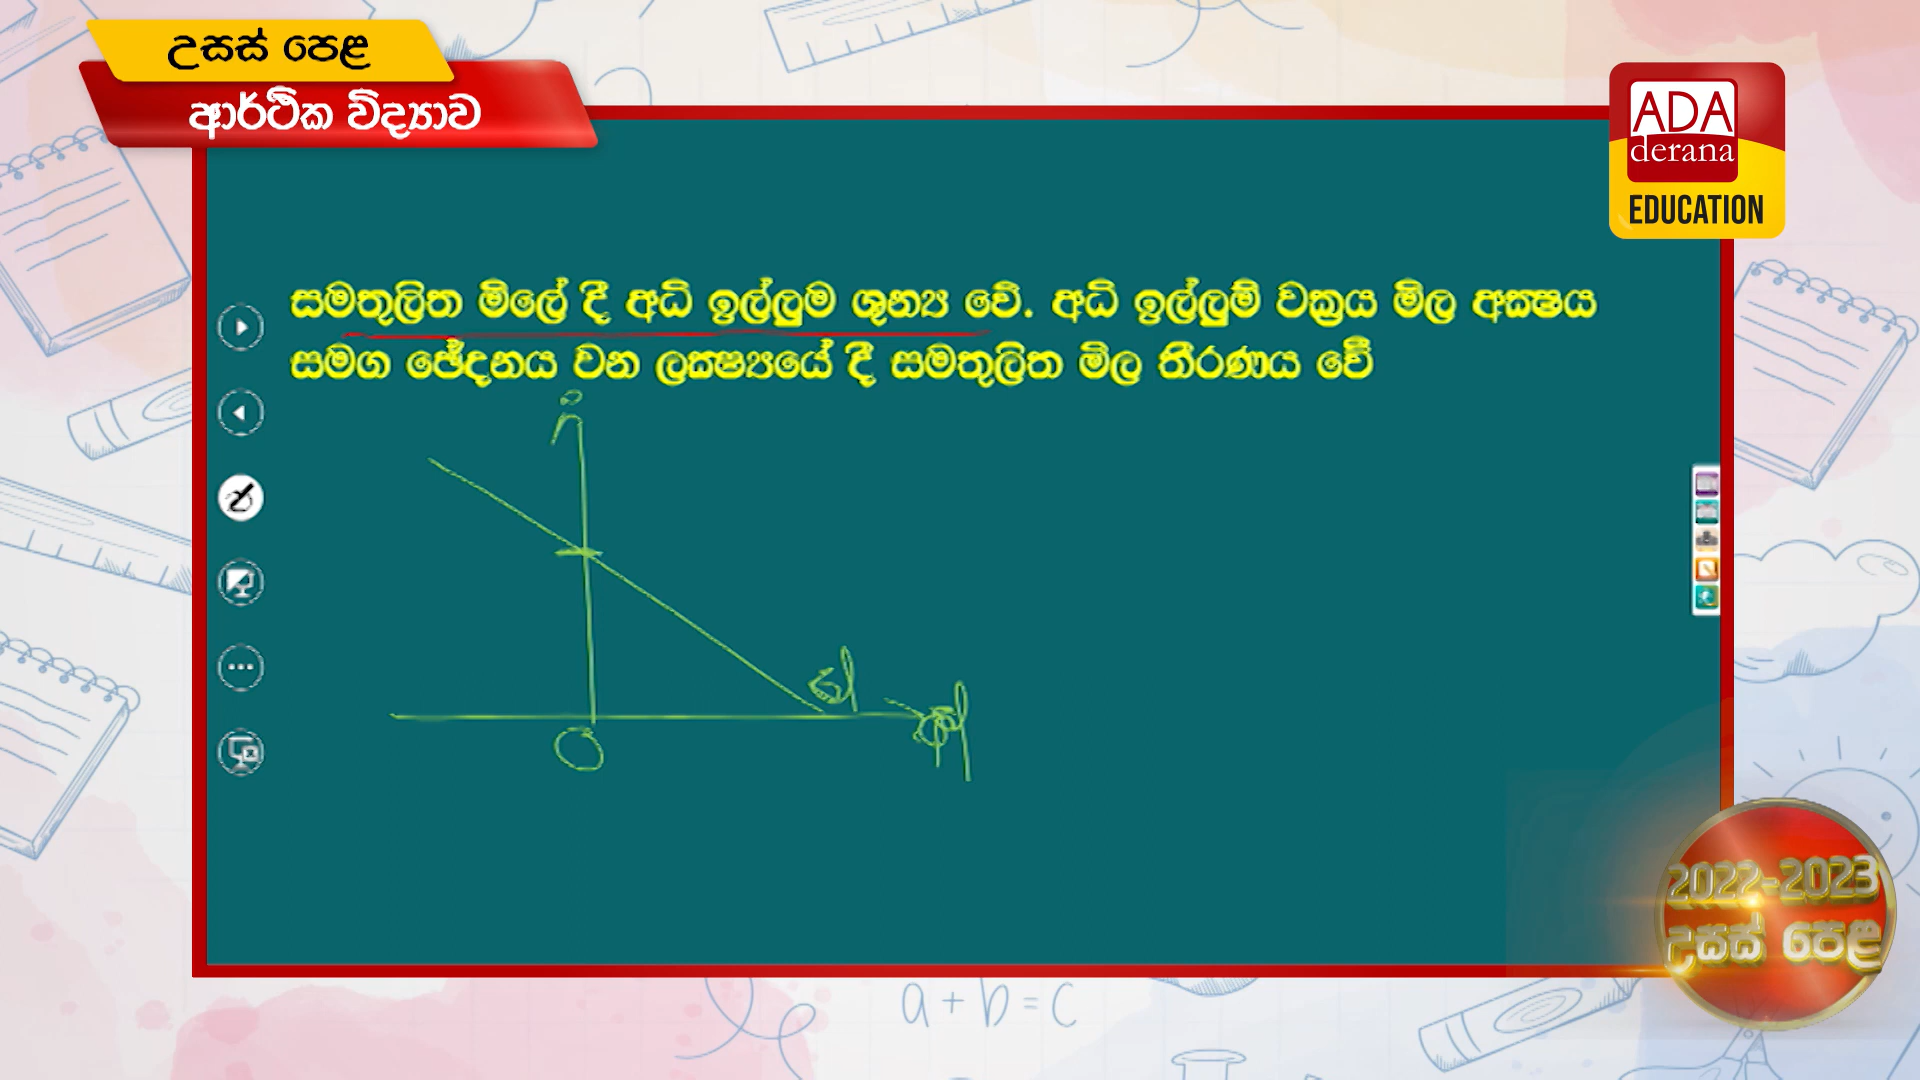 උසස් පෙළ
ආර්ථික විද්‍යාව
ADA
derana
EDUCATION
සමතුලිත මිලේ දී අධි ඉල්ලුම ශුන්‍ය වේ. අධි ඉල්ලුම් වක්‍රය මිල අක්‍ෂය
සමග ඡේදනය වන ලක්‍ෂ්‍යයේ දී සමතුලිත මිල තීරණය වේ
O
2022-2023
උසස් පෙළ
a + b = c